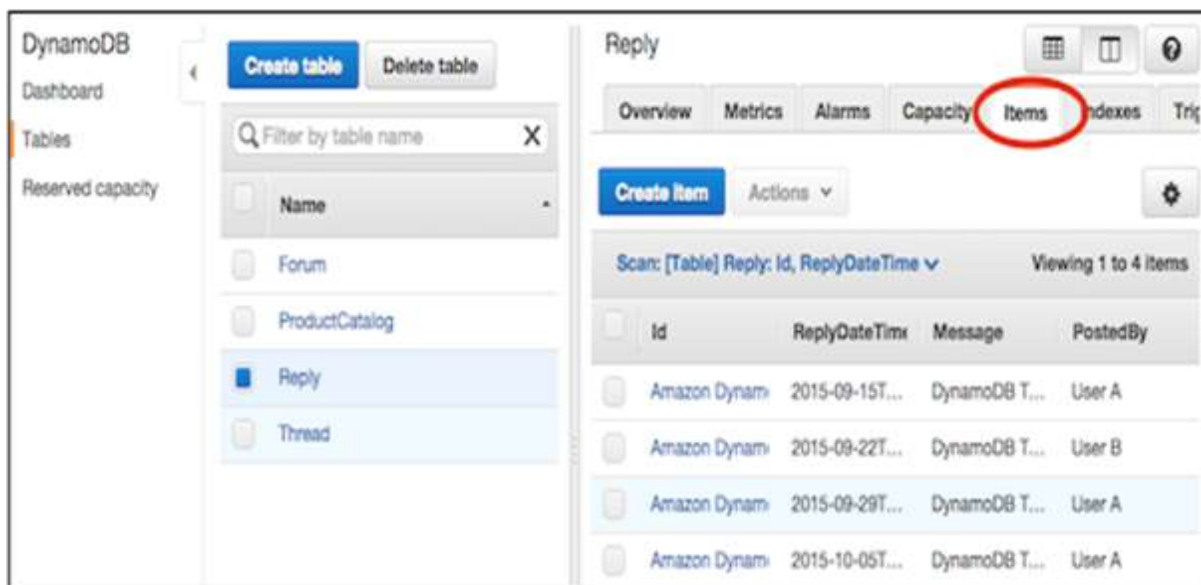 DynamoDB
Dashboard
Tables
Reserved capacity
Create table
Delete table
Filter by table name
X
Name
Forum
ProductCatalog
Reply
Thread
Reply
?
Overview Metrics Alarms Capacity Items ndexes Trig
Create item
Actions
Scan: [Table] Reply: Id, ReplyDateTime
Viewing 1 to 4 items
Id ReplyDateTime Message PostedBy
Amazon Dynam 2015-09-15T... DynamoDB T... User A
Amazon Dynam 2015-09-22T... DynamoDB T... User B
Amazon Dynam 2015-09-29T... DynamoDB T... User A
Amazon Dynam 2015-10-05T... DynamoDB T... User A